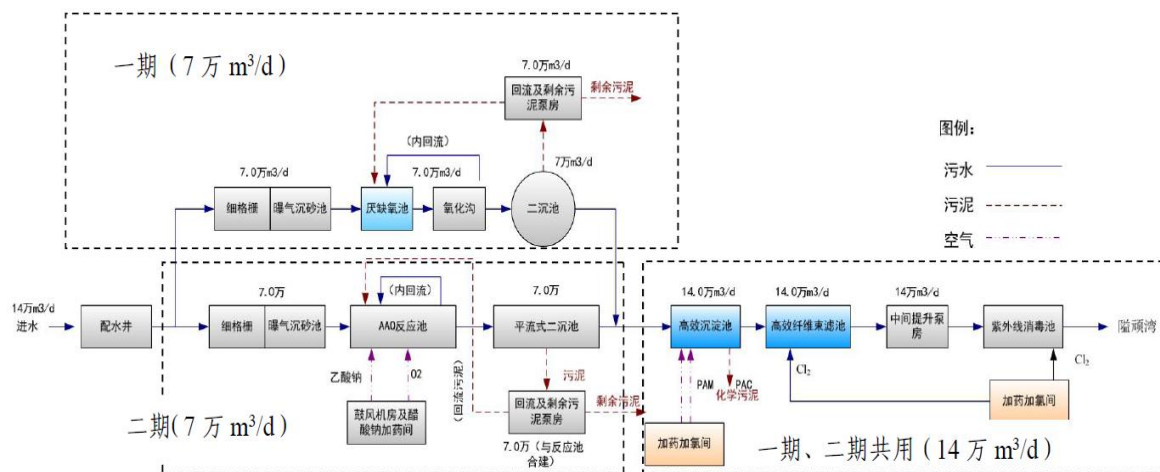 一期（7万 m³/d）
7.0万m3/d
回流及剩余污
泥泵房
剩余污泥
（内回流）
7.0万m3/d
7.0万m3/d
7万m3/d
细格栅
曝气沉砂池
厌缺氧池
氧化沟
二沉池
图例：
污水
污泥
空气
14万m3/d
进水
配水井
7.0万
细格栅
曝气沉砂池
（内回流）
AAO反应池
7.0万
平流式二沉池
14.0万m3/d
高效沉淀池
14.0万m3/d
高效纤维束滤池
14万m3/d
中间提升泵
房
紫外线消毒池
隘顽湾
乙酸钠
O2
（回流污泥）
污泥
PAM
PAC
化学污泥
Cl₂
Cl₂
鼓风机房及醋
酸钠加药间
回流及剩余污
泥泵房
剩余污泥
加药加氯间
加药加氯间
二期(7万 m³/d)
7.0万（与反应池
合建）
一期、二期共用（14万 m³/d）